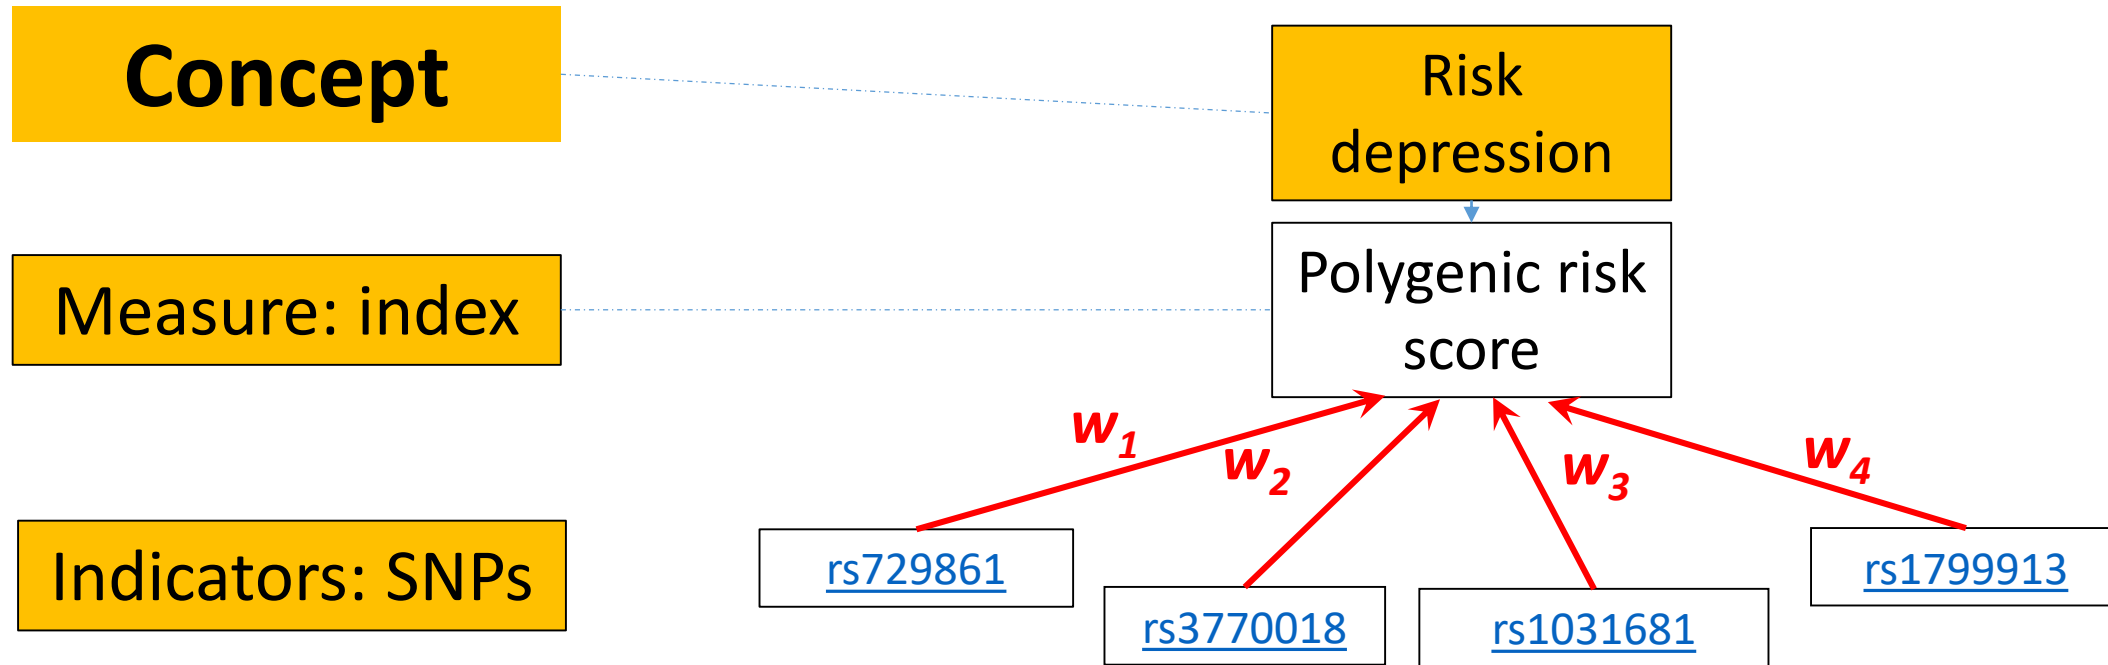 Concept
Risk
depression
Measure: index
Polygenic risk
score
w1
w2
w3
w4
Indicators: SNPs
rs729861
rs3770018
rs1031681
rs1799913